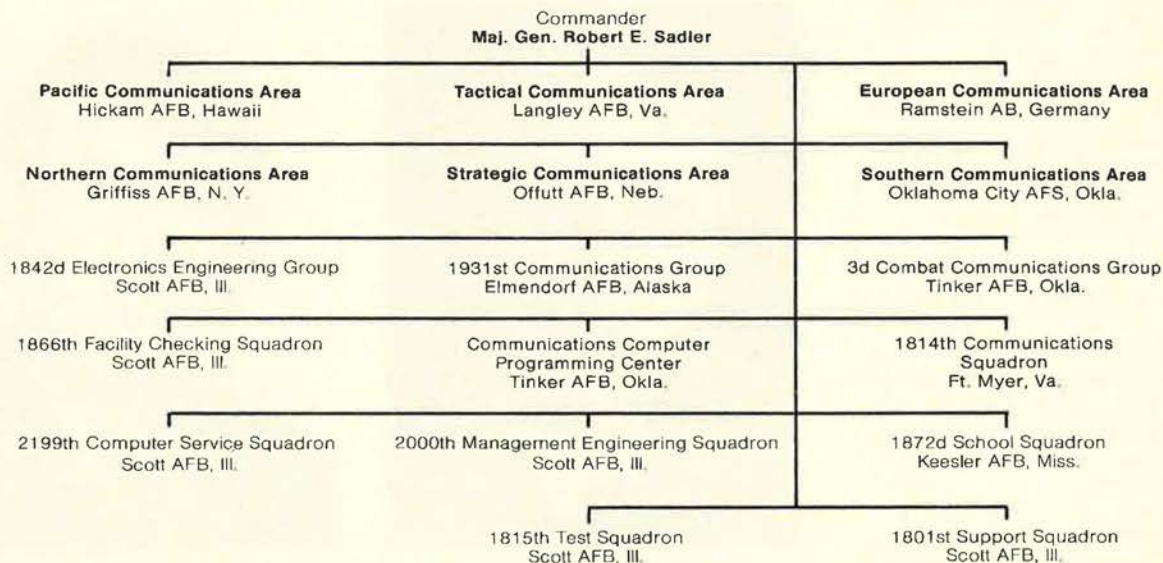 Commander
Maj. Gen. Robert E. Sadler
Pacific Communications Area
Hickam AFB, Hawaii
Tactical Communications Area
Langley AFB, Va.
European Communications Area
Ramstein AB, Germany
Northern Communications Area
Griffiss AFB, N. Y.
Strategic Communications Area
Offutt AFB, Neb.
Southern Communications Area
Oklahoma City AFS, Okla.
1842d Electronics Engineering Group
Scott AFB, Ill.
1931st Communications Group
Elmendorf AFB, Alaska
3d Combat Communications Group
Tinker AFB, Okla.
1866th Facility Checking Squadron
Scott AFB, Ill.
Communications Computer
Programming Center
Tinker AFB, Okla.
1814th Communications
Squadron
Ft. Myer, Va.
2199th Computer Service Squadron
Scott AFB, Ill.
2000th Management Engineering Squadron
Scott AFB, Ill.
1872d School Squadron
Keesler AFB, Miss.
1815th Test Squadron
Scott AFB, Ill.
1801st Support Squadron
Scott AFB, Ill.